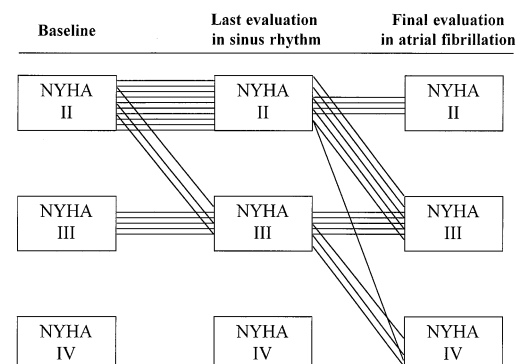 Baseline
Last evaluation
in sinus rhythm
Final evaluation
in atrial fibrillation
NYHA
II
NYHA
II
NYHA
II
NYHA
III
NYHA
III
NYHA
III
NYHA
IV
NYHA
IV
NYHA
IV